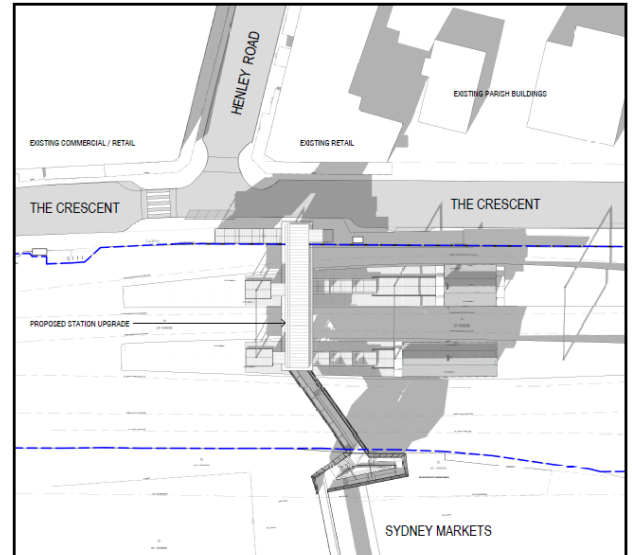 HENLEY ROAD
EXISTING PARISH BUILDINGS
EXISTING COMMERCIAL / RETAIL
EXISTING RETAIL
THE CRESCENT
THE CRESCENT
PROPOSED STATION UPGRADE
SYDNEY MARKETS